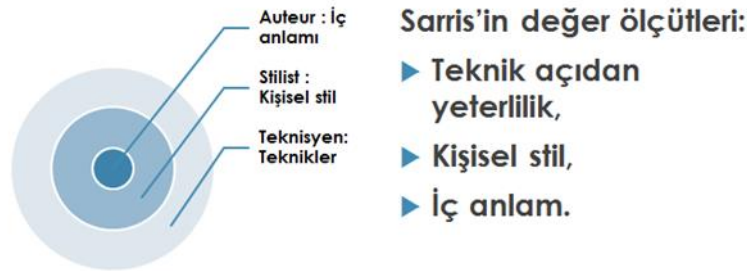 Auteur : İç
anlamı
Stilist :
Kişisel stil
Teknisyen:
Teknikler
Sarris’in değer ölçütleri:
Teknik açıdan
yeterlilik,
Kişisel stil,
İç anlam.